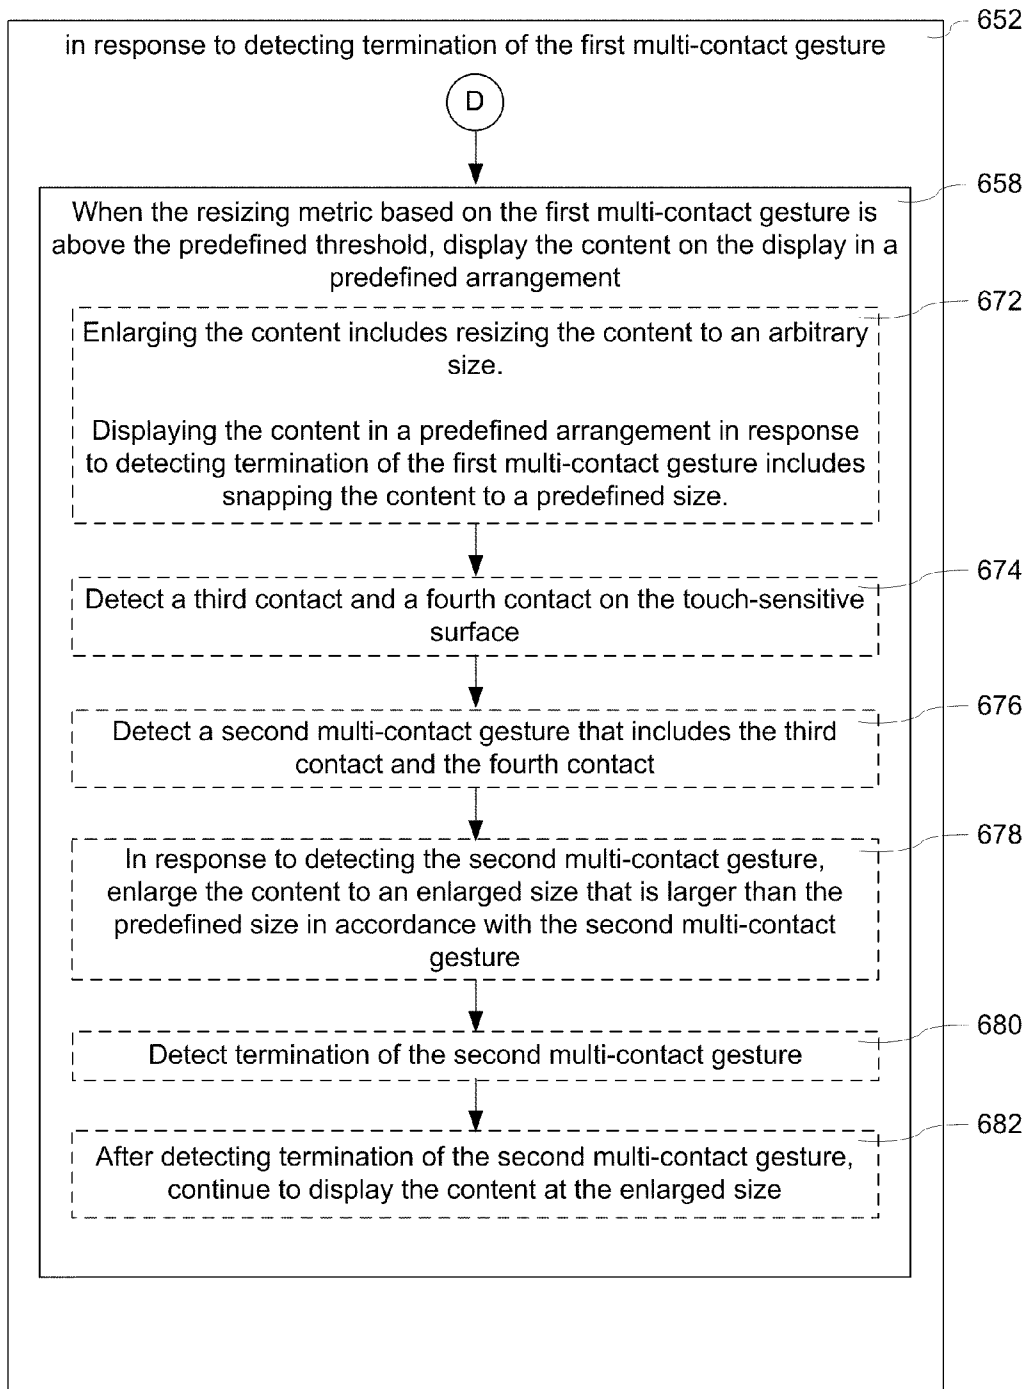 652
in response to detecting termination of the first multi-contact gesture
D
658
When the resizing metric based on the first multi-contact gesture is
above the predefined threshold, display the content on the display in a
predefined arrangement
672
Enlarging the content includes resizing the content to an arbitrary
size.
Displaying the content in a predefined arrangement in response
to detecting termination of the first multi-contact gesture includes
snapping the content to a predefined size.
674
Detect a third contact and a fourth contact on the touch-sensitive
surface
676
Detect a second multi-contact gesture that includes the third
contact and the fourth contact
678
In response to detecting the second multi-contact gesture,
enlarge the content to an enlarged size that is larger than the
predefined size in accordance with the second multi-contact
gesture
680
Detect termination of the second multi-contact gesture
682
After detecting termination of the second multi-contact gesture,
continue to display the content at the enlarged size